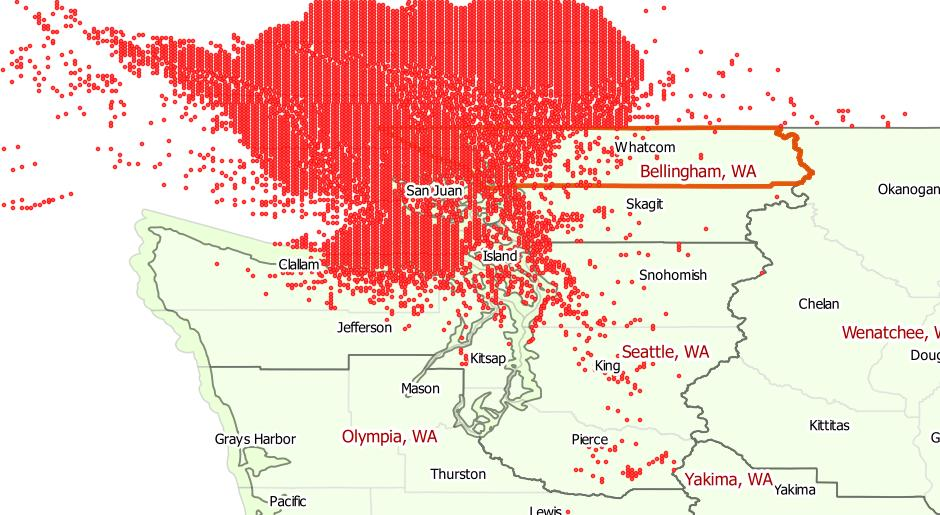 Whatcom
Bellingham, WA
San Juan
Okanogan
Skagit
Island
Clallam
Snohomish
Chelan
Jefferson
Wenatchee, W
Doug
Seattle, WA
Kitsap
King
Mason
Kittitas
Grays Harbor
Olympia, WA
Pierce
G
Thurston
Yakima, WA
Yakima
Pacific
Lewis